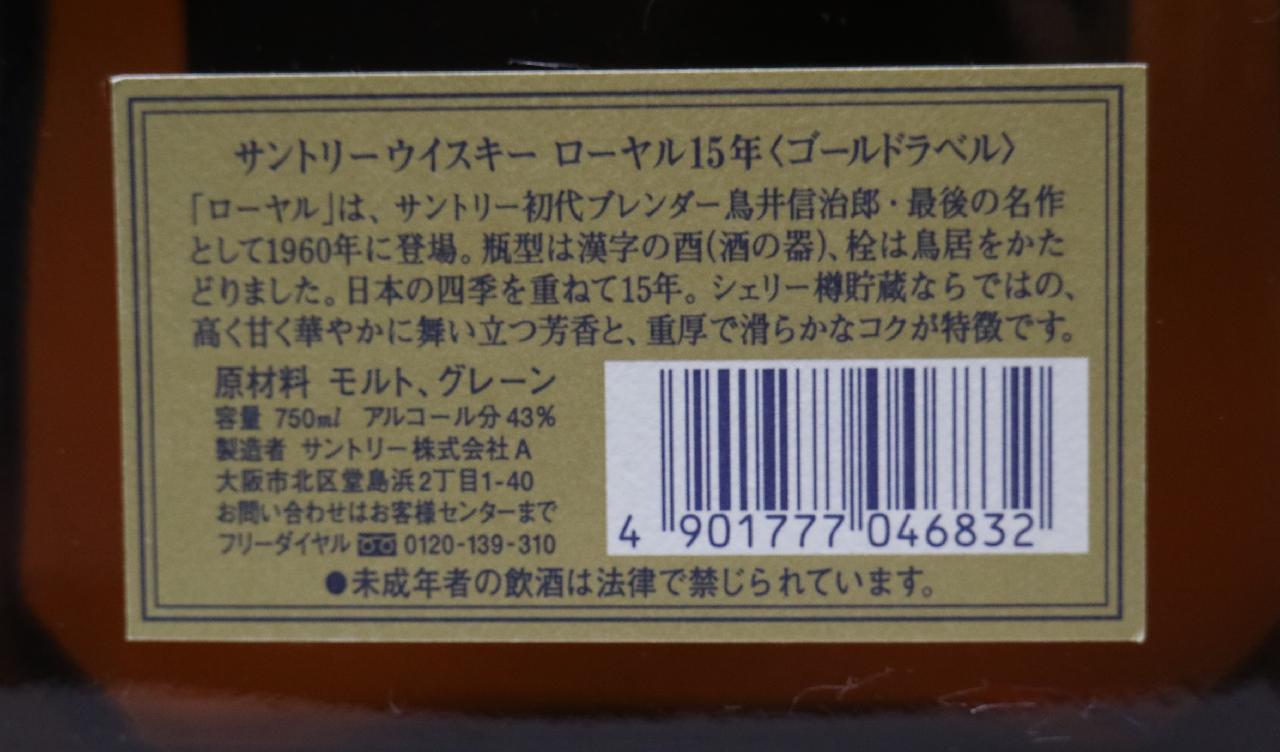 サントリーウイスキー ローヤル15年〈ゴールドラベル〉
「ローヤル」は、サントリー初代ブレンダー鳥井信治郎・最後の名作
として1960年に登場。瓶型は漢字の酉(酒の器)、栓は鳥居をかた
どりました。日本の四季を重ねて15年。シェリー樽貯蔵ならではの、
高く甘く華やかに舞い立つ芳香と、重厚で滑らかなコクが特徴です。
原材料 モルト、グレーン
容量 750ml アルコール分43%
製造者 サントリー株式会社A
大阪市北区堂島浜2丁目1-40
お問い合わせはお客様センターまで
フリーダイヤル 0120-139-310
4 901777 046832
●未成年者の飲酒は法律で禁じられています。